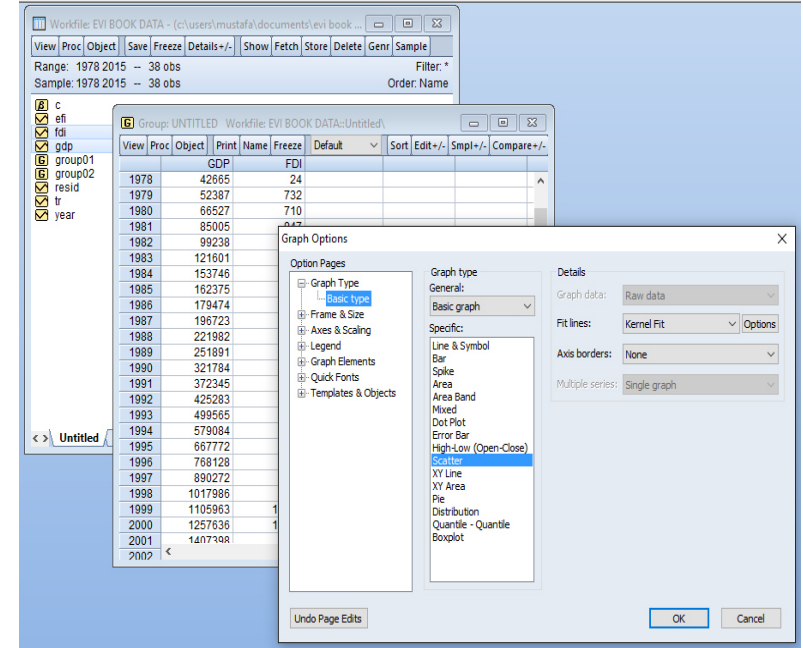 Workfile: EVI BOOK DATA - (c:\users\mustafa\documents\evi book ...
View Proc Object Save Freeze Details+/- Show Fetch Store Delete Genr Sample
Range: 1978 2015 -- 38 obs Filter: *
Sample: 1978 2015 -- 38 obs Order: Name
c
efi
fdi
gdp
group01
group02
resid
tr
year
Untitled
Group: UNTITLED Workfile: EVI BOOK DATA::Untitled\
View Proc Object Print Name Freeze Default Sort Edit+/- Smpl+/- Compare+/-
GDP FDI
1978 42665 24
1979 52387 732
1980 66527 710
1981 85005
1982 99238
1983 121601
1984 153746
1985 162375
1986 179474
1987 196723
1988 221982
1989 251891
1990 321784
1991 372345
1992 425283
1993 499565
1994 579084
1995 667772
1996 768128
1997 890272
1998 1017986
1999 1105963 1
2000 1257636 1
2001 1407398
2002
Graph Options
Option Pages
Graph Type
Basic type
Frame & Size
Axes & Scaling
Legend
Graph Elements
Quick Fonts
Templates & Objects
Graph type
General:
Basic graph
Specific:
Line & Symbol
Bar
Spike
Area
Area Band
Mixed
Dot Plot
Error Bar
High-Low (Open-Close)
Scatter
XY Line
XY Area
Pie
Distribution
Quantile - Quantile
Boxplot
Details
Graph data: Raw data
Fit lines: Kernel Fit Options
Axis borders: None
Multiple series: Single graph
Undo Page Edits
OK Cancel